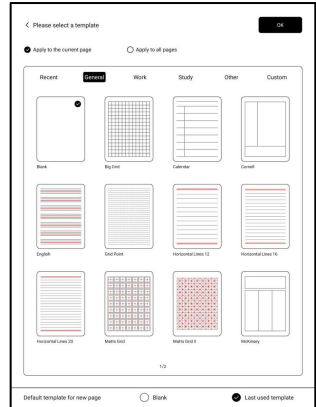 Please select a template
OK
Apply to the current page
Apply to all pages
Recent
General
Work
Study
Other
Custom
Blank
Big Grid
Calendar
Cornell
English
Grid Point
Horizontal Lines 12
Horizontal Lines 16
Horizontal Lines 20
Matts Grid
Matts Grid II
McKinsey
1/2
Default template for new page
Blank
Last used template